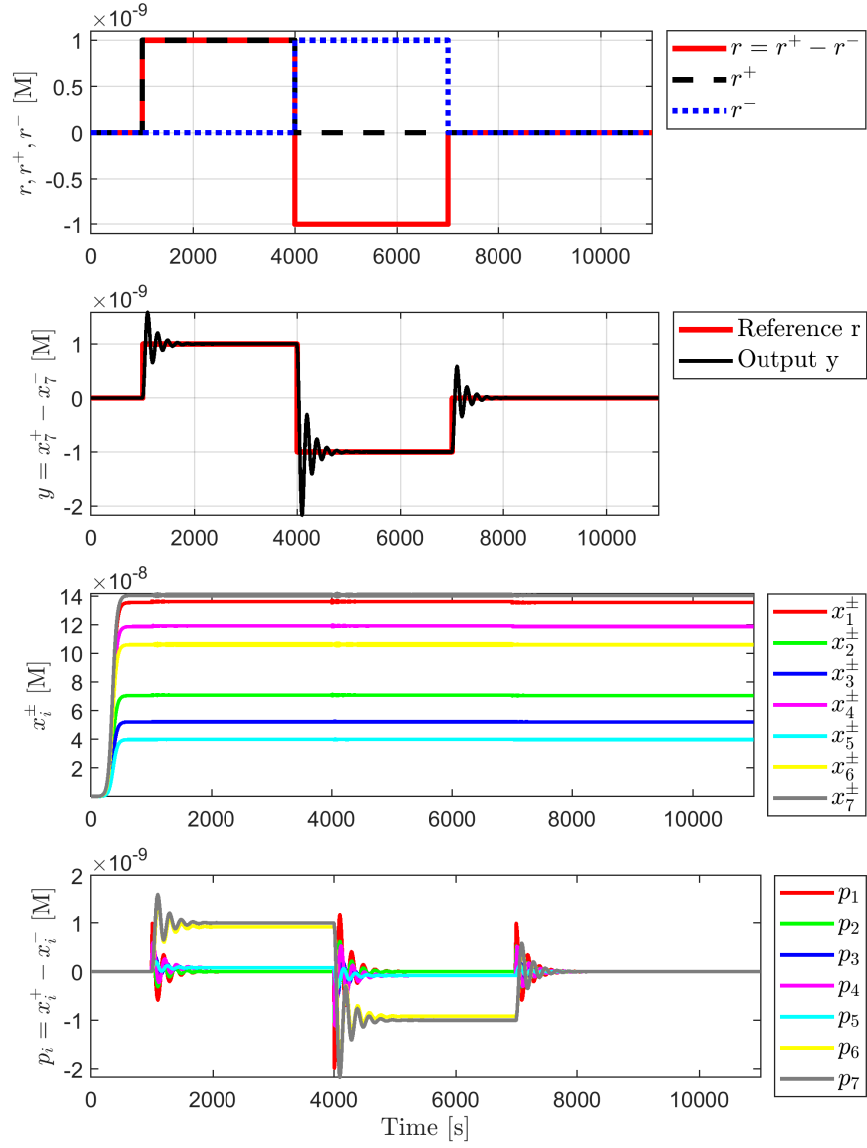 ×10⁻⁹
r, r⁺, r⁻ [M]
1
0.5
0
-0.5
-1
0 2000 4000 6000 8000 10000
r = r⁺ − r⁻
r⁺
r⁻
×10⁻⁹
y = x₇⁺ − x₇⁻ [M]
1
0
-1
-2
0 2000 4000 6000 8000 10000
Reference r
Output y
×10⁻⁸
xᵢ± [M]
14
12
10
8
6
4
2
0 2000 4000 6000 8000 10000
x₁±
x₂±
x₃±
x₄±
x₅±
x₆±
x₇±
×10⁻⁹
pᵢ = xᵢ⁺ − xᵢ⁻ [M]
2
1
0
-1
-2
0 2000 4000 6000 8000 10000
Time [s]
p₁
p₂
p₃
p₄
p₅
p₆
p₇